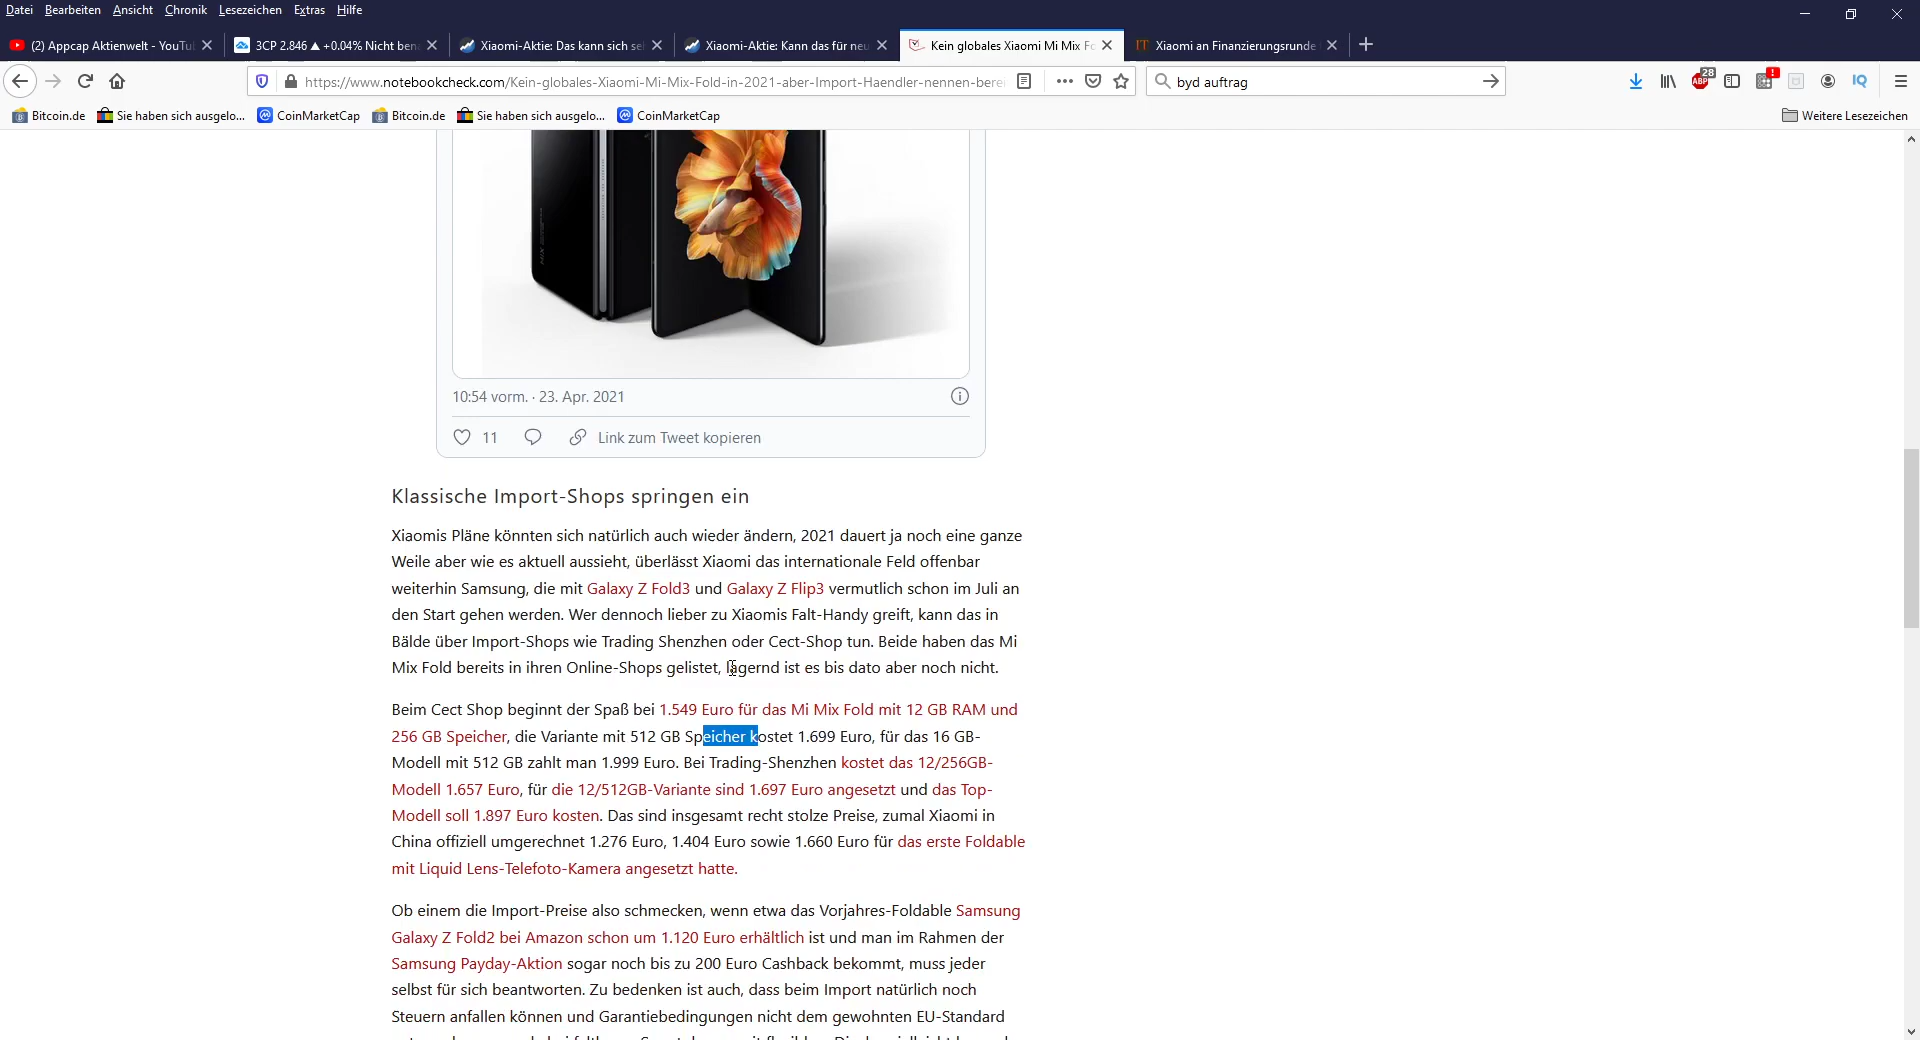 Datei Bearbeiten Ansicht Chronik Lesezeichen Extras Hilfe
(2) Appcap Aktienwelt - YouTu
3CP 2.846 ▲ +0.04% Nicht ben
Xiaomi-Aktie: Das kann sich se
Xiaomi-Aktie: Kann das für neu
Kein globales Xiaomi Mi Mix Fo
Xiaomi an Finanzierungsrunde
https://www.notebookcheck.com/Kein-globales-Xiaomi-Mi-Mix-Fold-in-2021-aber-Import-Haendler-nennen-bere
byd auftrag
28
ABP
!
IQ
Bitcoin.de
Sie haben sich ausgelo...
CoinMarketCap
Bitcoin.de
Sie haben sich ausgelo...
CoinMarketCap
Weitere Lesezeichen
MIX
10:54 vorm. · 23. Apr. 2021
11
Link zum Tweet kopieren
Klassische Import-Shops springen ein
Xiaomis Pläne könnten sich natürlich auch wieder ändern, 2021 dauert ja noch eine ganze
Weile aber wie es aktuell aussieht, überlässt Xiaomi das internationale Feld offenbar
weiterhin Samsung, die mit Galaxy Z Fold3 und Galaxy Z Flip3 vermutlich schon im Juli an
den Start gehen werden. Wer dennoch lieber zu Xiaomis Falt-Handy greift, kann das in
Bälde über Import-Shops wie Trading Shenzhen oder Cect-Shop tun. Beide haben das Mi
Mix Fold bereits in ihren Online-Shops gelistet, lagernd ist es bis dato aber noch nicht.
Beim Cect Shop beginnt der Spaß bei 1.549 Euro für das Mi Mix Fold mit 12 GB RAM und
256 GB Speicher, die Variante mit 512 GB Speicher kostet 1.699 Euro, für das 16 GB-
Modell mit 512 GB zahlt man 1.999 Euro. Bei Trading-Shenzhen kostet das 12/256GB-
Modell 1.657 Euro, für die 12/512GB-Variante sind 1.697 Euro angesetzt und das Top-
Modell soll 1.897 Euro kosten. Das sind insgesamt recht stolze Preise, zumal Xiaomi in
China offiziell umgerechnet 1.276 Euro, 1.404 Euro sowie 1.660 Euro für das erste Foldable
mit Liquid Lens-Telefoto-Kamera angesetzt hatte.
Ob einem die Import-Preise also schmecken, wenn etwa das Vorjahres-Foldable Samsung
Galaxy Z Fold2 bei Amazon schon um 1.120 Euro erhältlich ist und man im Rahmen der
Samsung Payday-Aktion sogar noch bis zu 200 Euro Cashback bekommt, muss jeder
selbst für sich beantworten. Zu bedenken ist auch, dass beim Import natürlich noch
Steuern anfallen können und Garantiebedingungen nicht dem gewohnten EU-Standard